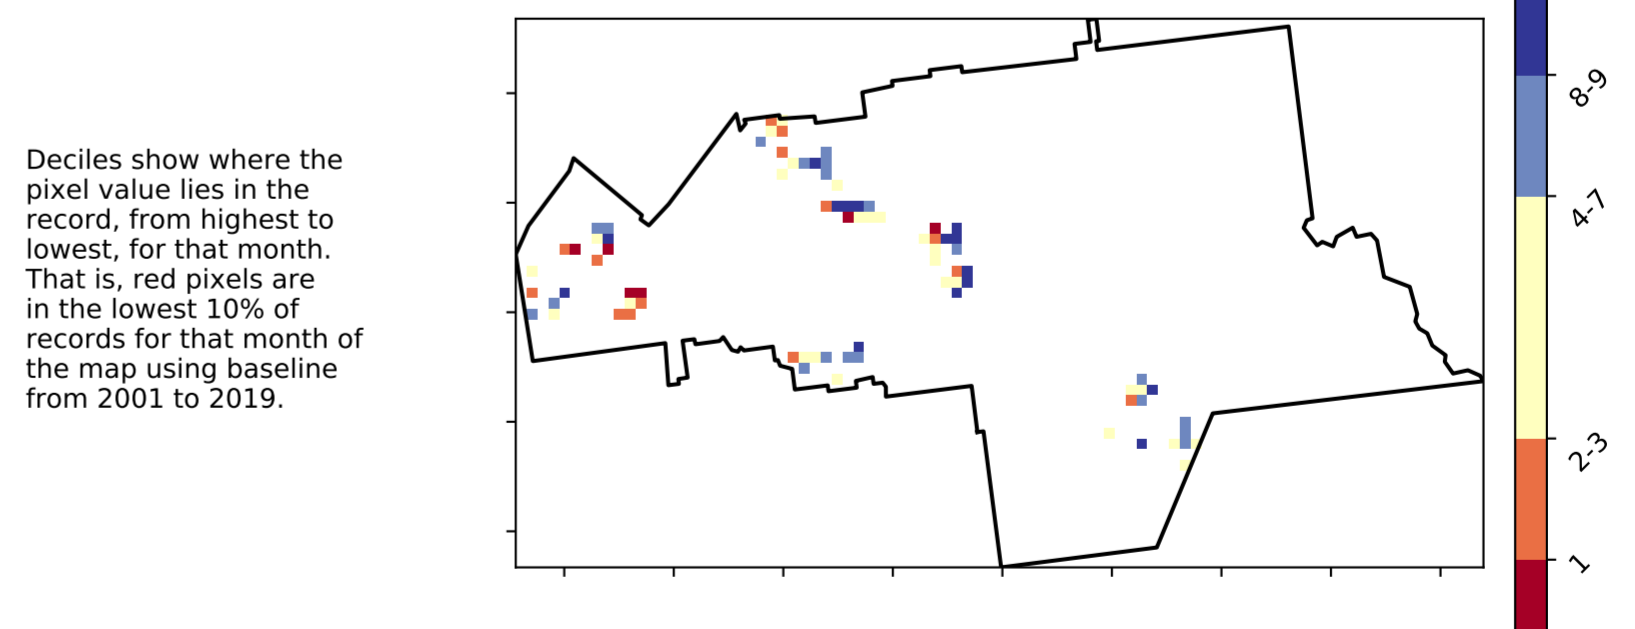 Deciles show where the
pixel value lies in the
record, from highest to
lowest, for that month.
That is, red pixels are
in the lowest 10% of
records for that month of
the map using baseline
from 2001 to 2019.
8-9
4-7
2-3
1